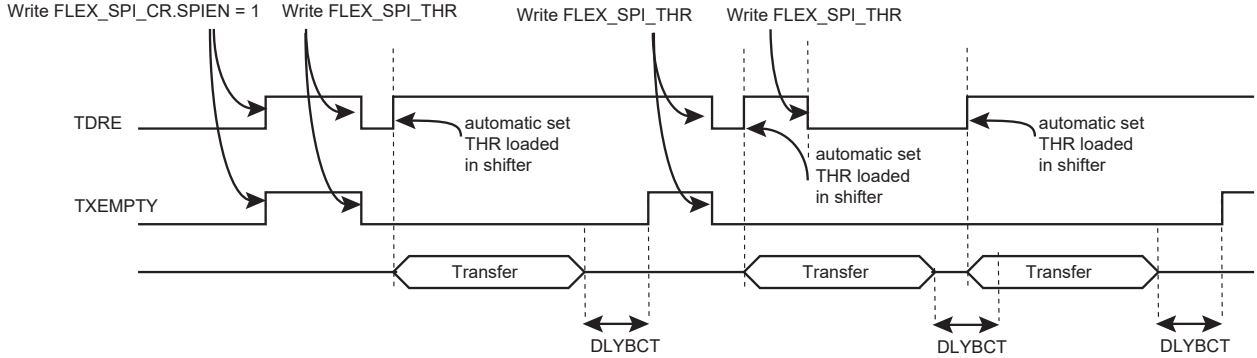 Write FLEX_SPI_CR.SPIEN = 1
Write FLEX_SPI_THR
Write FLEX_SPI_THR
Write FLEX_SPI_THR
TDRE
automatic set
THR loaded
in shifter
automatic set
THR loaded
in shifter
automatic set
THR loaded
in shifter
TXEMPTY
Transfer
Transfer
Transfer
DLYBCT
DLYBCT
DLYBCT